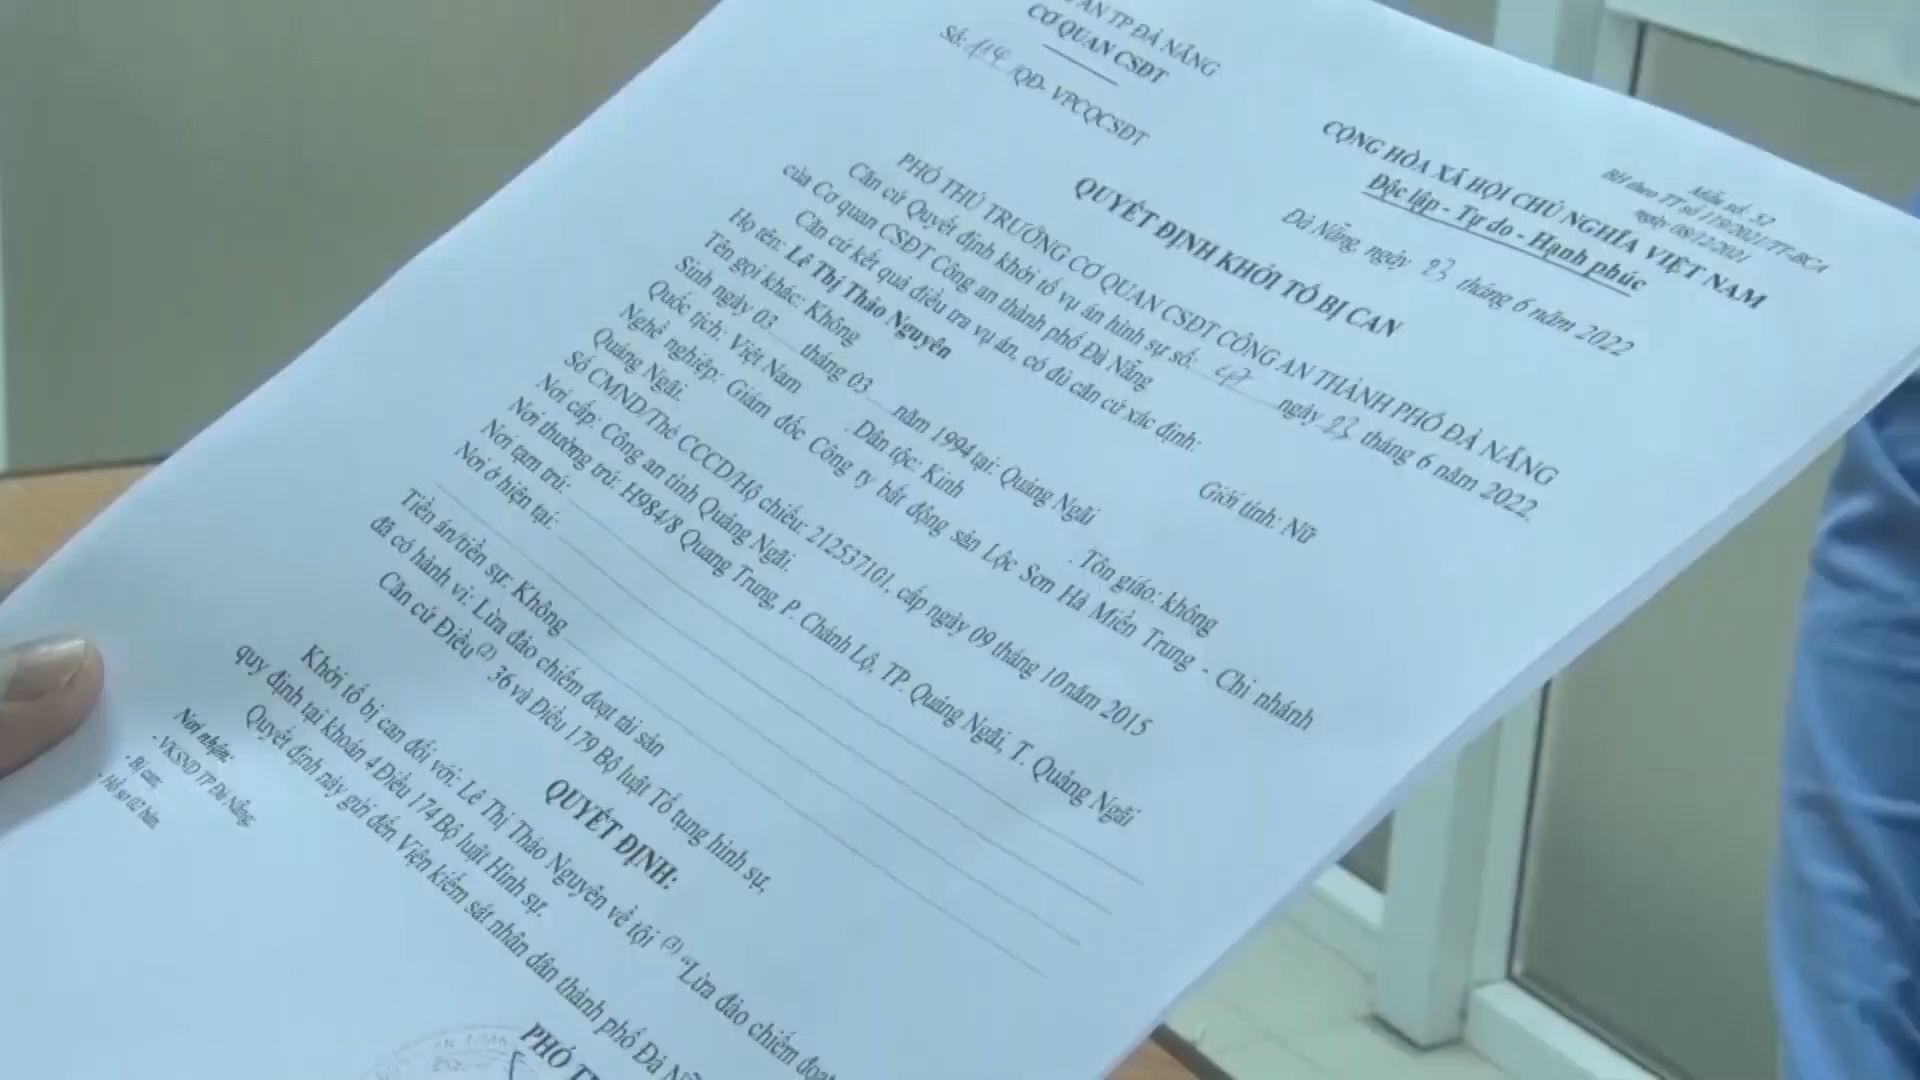 AN TP ĐÀ NẴNG
CƠ QUAN CSĐT
Số: 114 /QĐ- VPCQCSĐT
Mẫu số: 52
BH theo TT số 119/2021/TT-BCA
ngày 08/12/2021
CỘNG HÒA XÃ HỘI CHỦ NGHĨA VIỆT NAM
Độc lập - Tự do - Hạnh phúc
Đà Nẵng, ngày 23 tháng 6 năm 2022
QUYẾT ĐỊNH KHỞI TỐ BỊ CAN
PHÓ THỦ TRƯỞNG CƠ QUAN CSĐT CÔNG AN THÀNH PHỐ ĐÀ NẴNG
Căn cứ Quyết định khởi tố vụ án hình sự số: ngày 23 tháng 6 năm 2022.
của Cơ quan CSĐT Công an thành phố Đà Nẵng
Căn cứ kết quả điều tra vụ án, có đủ căn cứ xác định:
Họ tên: Lê Thị Thảo Nguyên Giới tính: Nữ
Tên gọi khác: Không
Sinh ngày 03 tháng 03 năm 1994 tại: Quảng Ngãi
Quốc tịch: Việt Nam . Dân tộc: Kinh . Tôn giáo: không
Nghề nghiệp: Giám đốc Công ty bất động sản Lộc Sơn Hà Miền Trung - Chi nhánh
Quảng Ngãi.
Số CMND/Thẻ CCCD/Hộ chiếu: 212537101, cấp ngày 09 tháng 10 năm 2015
Nơi cấp: Công an tỉnh Quảng Ngãi.
Nơi thường trú: H984/8 Quang Trung, P. Chánh Lộ, TP. Quảng Ngãi, T. Quảng Ngãi
Nơi tạm trú:
Nơi ở hiện tại:
Tiền án/tiền sự: Không
đã có hành vi: Lừa đảo chiếm đoạt tài sản
Căn cứ Điều (2) 36 và Điều 179 Bộ luật Tố tụng hình sự,
QUYẾT ĐỊNH:
Khởi tố bị can đối với: Lê Thị Thảo Nguyên về tội (3) “Lừa đảo chiếm đoạt
quy định tại khoản 4 Điều 174 Bộ luật Hình sự.
Quyết định này gửi đến Viện kiểm sát nhân dân thành phố Đà
Nơi nhận:
- VKSND TP Đà Nẵng;
- Bị can;
- Hồ sơ 02 bản.
PHÓ